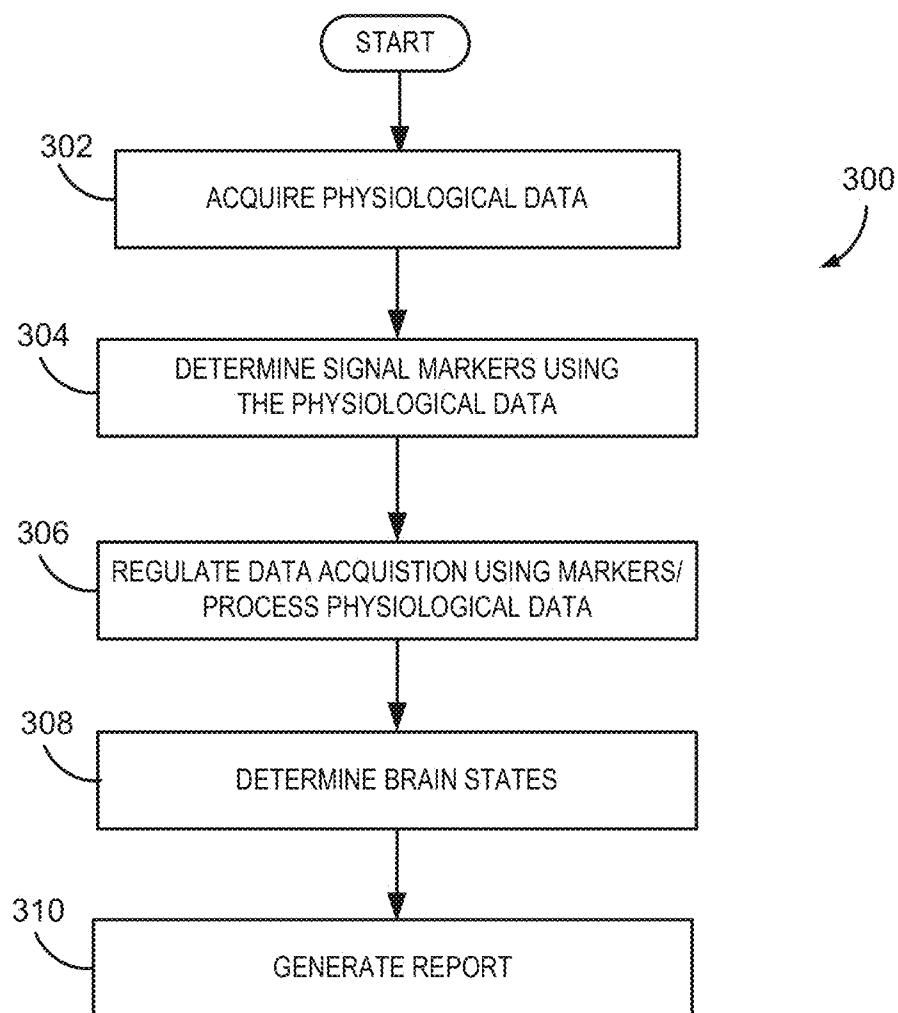 START
302
ACQUIRE PHYSIOLOGICAL DATA
300
304
DETERMINE SIGNAL MARKERS USING
THE PHYSIOLOGICAL DATA
306
REGULATE DATA ACQUISTION USING MARKERS/
PROCESS PHYSIOLOGICAL DATA
308
DETERMINE BRAIN STATES
310
GENERATE REPORT